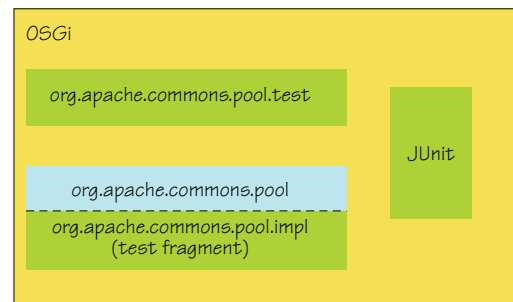 OSGi
org.apache.commons.pool.test
JUnit
org.apache.commons.pool
org.apache.commons.pool.impl
(test fragment)